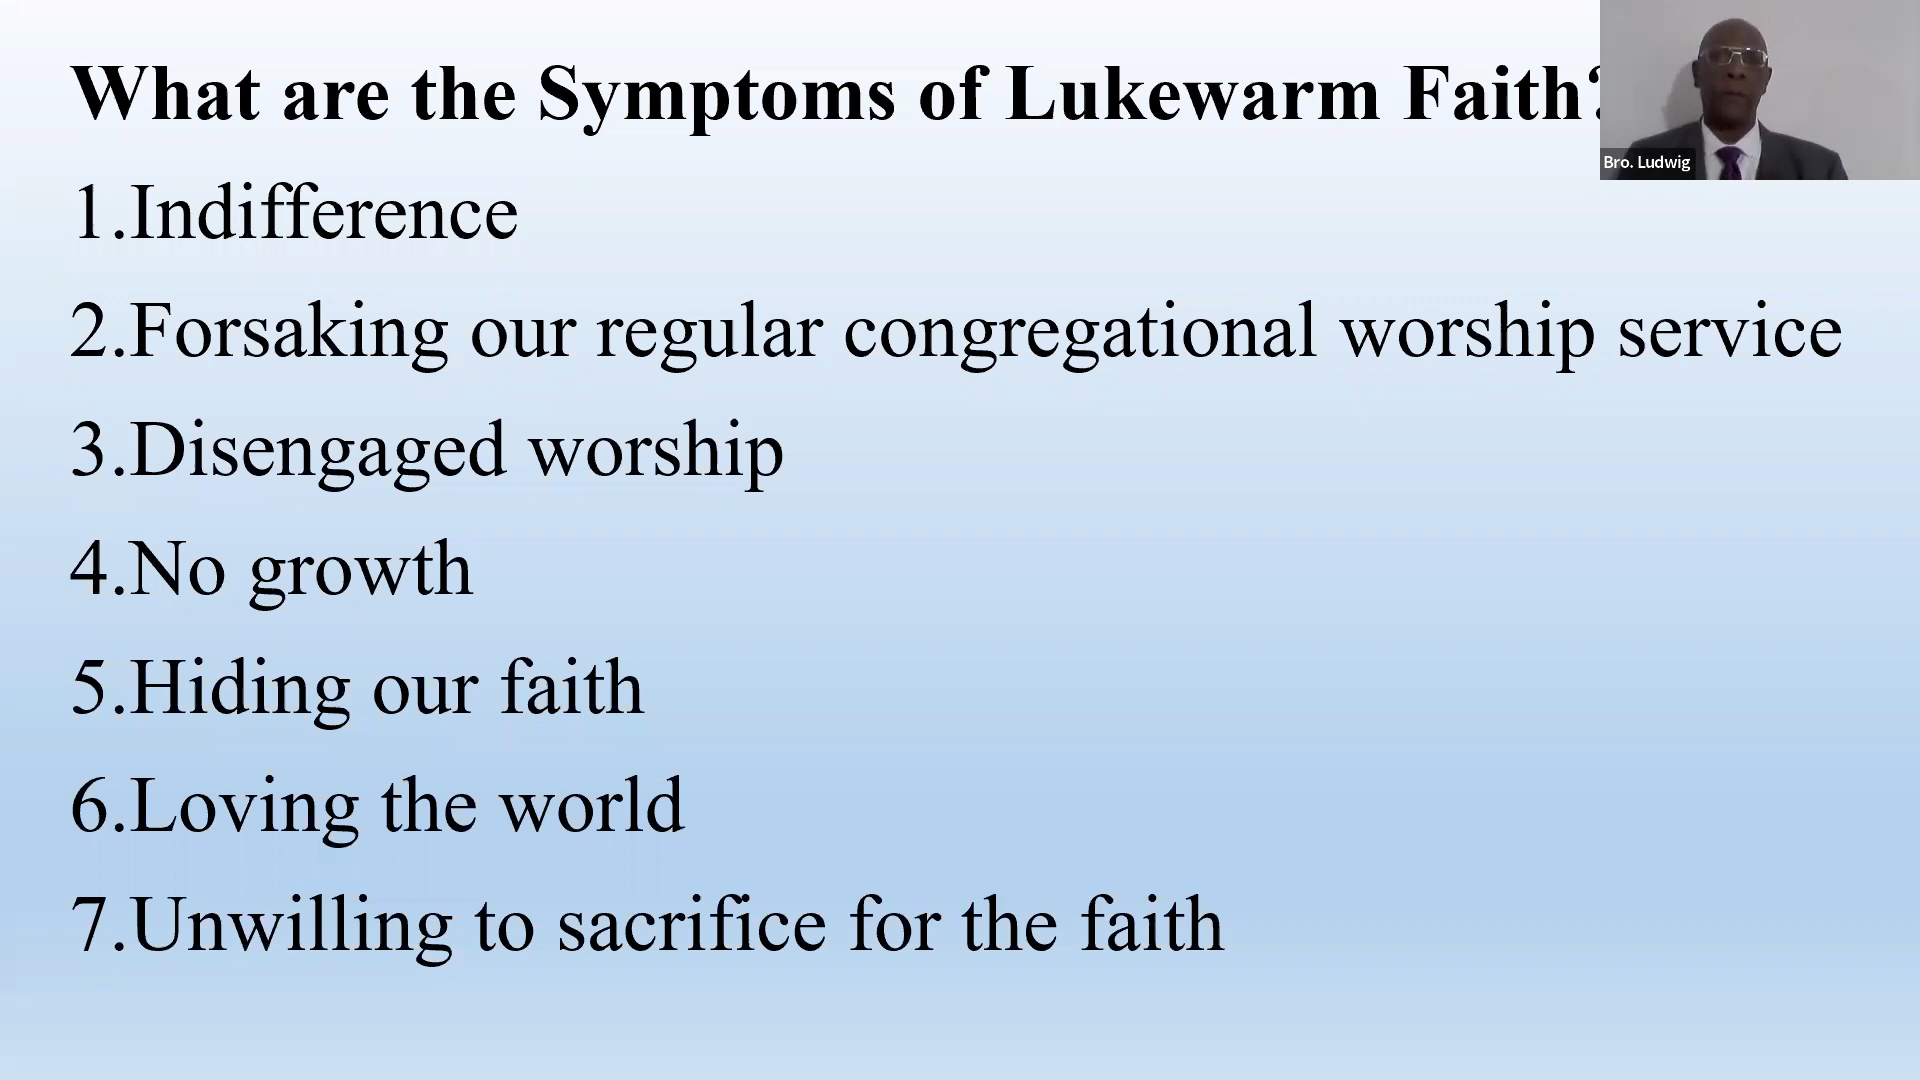 What are the Symptoms of Lukewarm Faith?
Bro. Ludwig
1.Indifference
2.Forsaking our regular congregational worship service
3.Disengaged worship
4.No growth
5.Hiding our faith
6.Loving the world
7.Unwilling to sacrifice for the faith